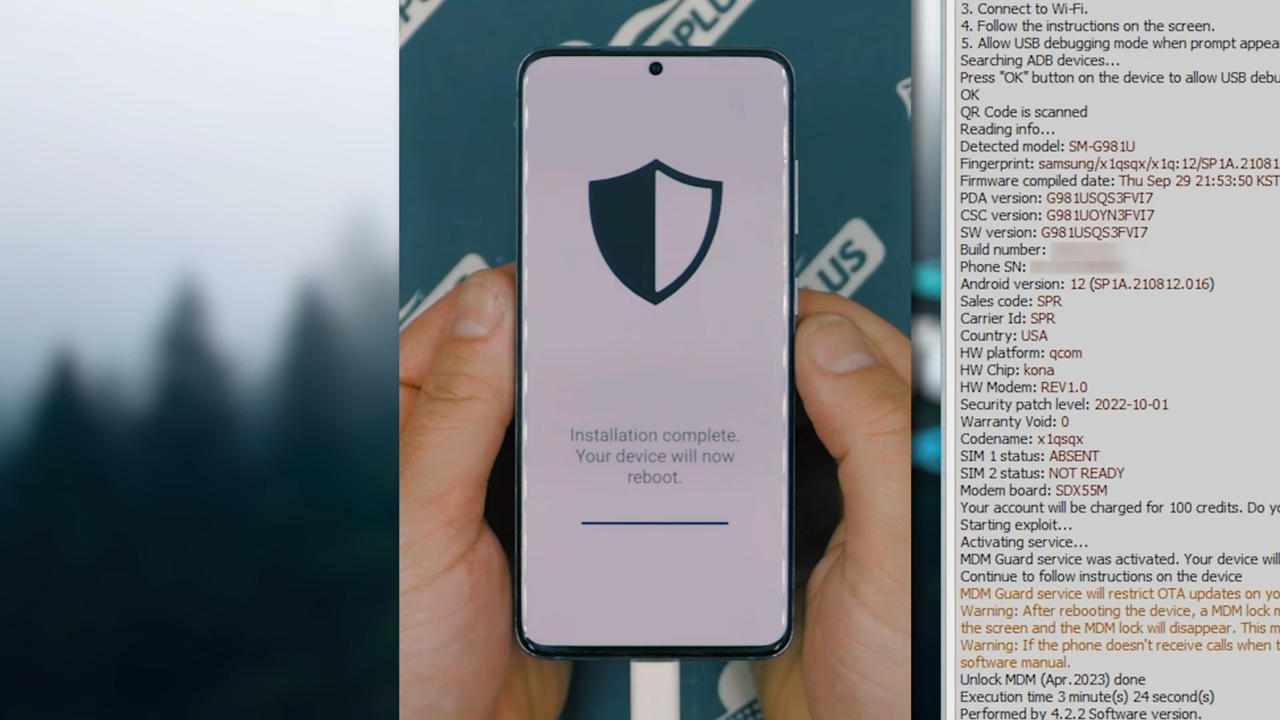 PLUS
Installation complete.
Your device will now
reboot.
3. Connect to Wi-Fi.
4. Follow the instructions on the screen.
5. Allow USB debugging mode when prompt appea
Searching ADB devices...
Press "OK" button on the device to allow USB debu
OK
QR Code is scanned
Reading info...
Detected model: SM-G981U
Fingerprint: samsung/x1qsqx/x1q:12/SP1A.21081
Firmware compiled date: Thu Sep 29 21:53:50 KST
PDA version: G981USQS3FVI7
CSC version: G981UOYN3FVI7
SW version: G981USQS3FVI7
Build number:
Phone SN:
Android version: 12 (SP1A.210812.016)
Sales code: SPR
Carrier Id: SPR
Country: USA
HW platform: qcom
HW Chip: kona
HW Modem: REV1.0
Security patch level: 2022-10-01
Warranty Void: 0
Codename: x1qsqx
SIM 1 status: ABSENT
SIM 2 status: NOT READY
Modem board: SDX55M
Your account will be charged for 100 credits. Do yo
Starting exploit...
Activating service...
MDM Guard service was activated. Your device will
Continue to follow instructions on the device
MDM Guard service will restrict OTA updates on yo
Warning: After rebooting the device, a MDM lock m
the screen and the MDM lock will disappear. This m
Warning: If the phone doesn't receive calls when t
software manual.
Unlock MDM (Apr.2023) done
Execution time 3 minute(s) 24 second(s)
Performed by 4.2.2 Software version.